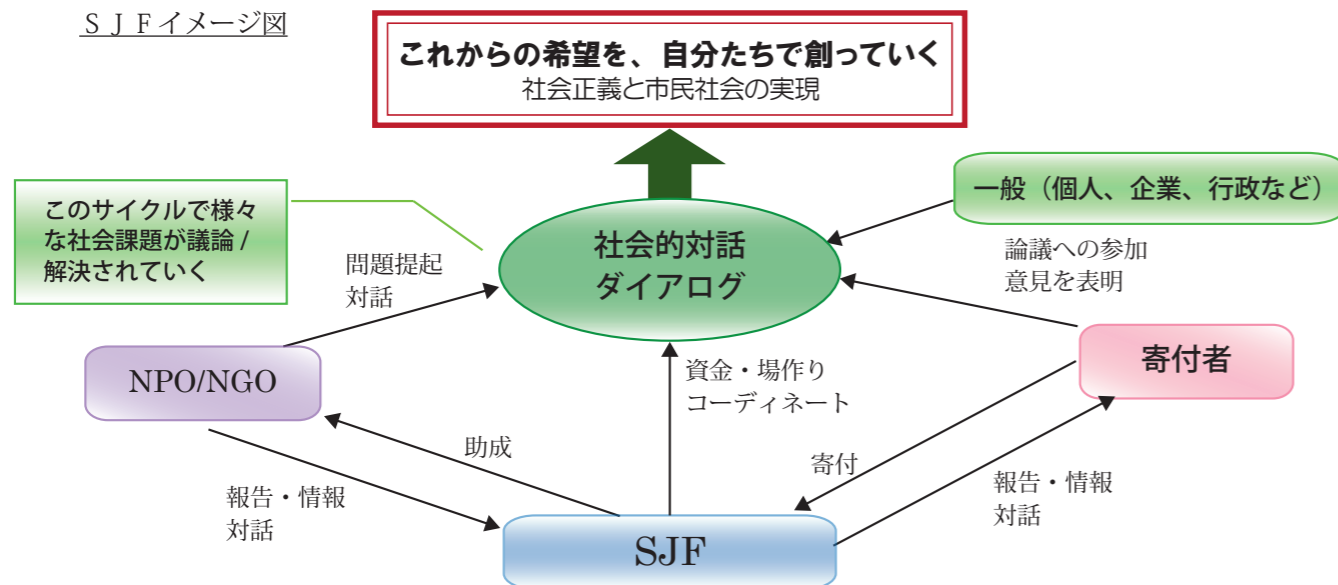 ＳＪＦイメージ図
これからの希望を、自分たちで創っていく
社会正義と市民社会の実現
このサイクルで様々
な社会課題が議論 /
解決されていく
一般（個人、企業、行政など）
社会的対話
ダイアログ
問題提起
対話
論議への参加
意見を表明
NPO/NGO
資金・場作り
コーディネート
寄付者
助成
寄付
報告・情報
対話
報告・情報
対話
SJF